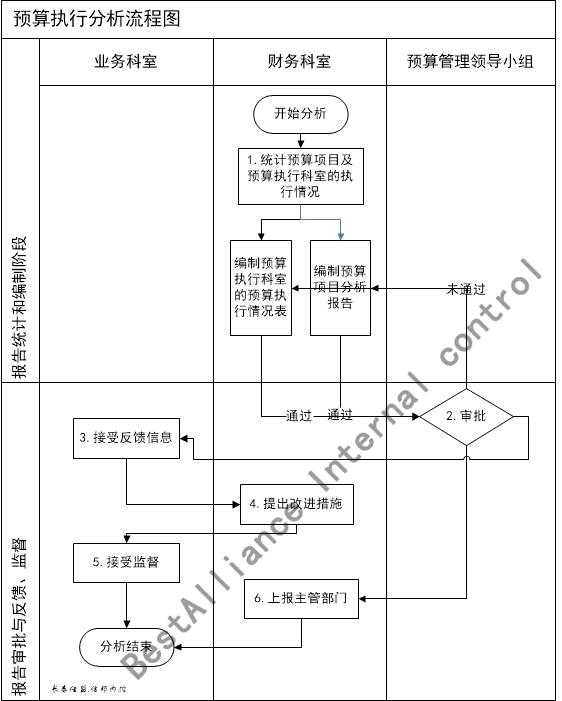 预算执行分析流程图
业务科室
财务科室
预算管理领导小组
报告统计和编制阶段
开始分析
1.统计预算项目及
预算执行科室的执
行情况
编制预算
执行科室
的预算执
行情况表
编制预算
项目分析
报告
未通过
通过
通过
2.审批
报告审批与反馈、监督
3.接受反馈信息
4.提出改进措施
5.接受监督
6.上报主管部门
分析结束
BestAlliance Internal control